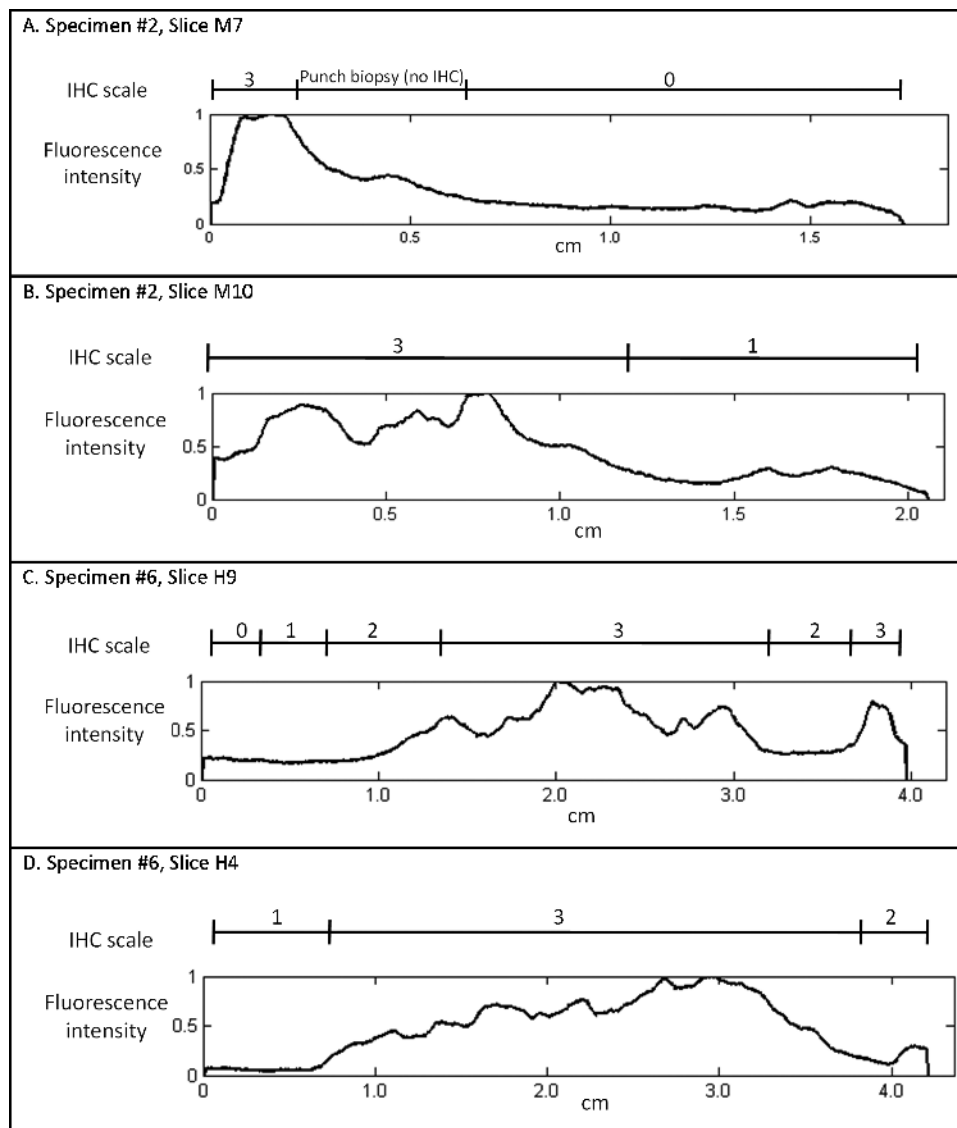 A. Specimen #2, Slice M7
IHC scale
3 Punch biopsy (no IHC) 0
Fluorescence
intensity
1
0.5
0
0 0.5 1.0 1.5
cm
B. Specimen #2, Slice M10
IHC scale
3 1
Fluorescence
intensity
1
0.5
0
0 0.5 1.0 1.5 2.0
cm
C. Specimen #6, Slice H9
IHC scale
0 1 2 3 2 3
Fluorescence
intensity
1
0.5
0
0 1.0 2.0 3.0 4.0
cm
D. Specimen #6, Slice H4
IHC scale
1 3 2
Fluorescence
intensity
1
0.5
0
0 1.0 2.0 3.0 4.0
cm